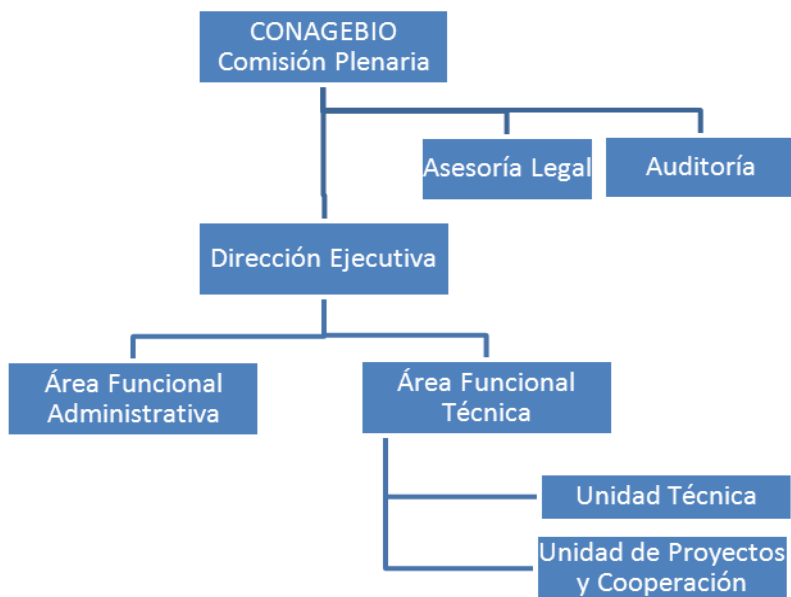 CONAGEBIO
Comisión Plenaria
Asesoría Legal
Auditoría
Dirección Ejecutiva
Área Funcional
Administrativa
Área Funcional
Técnica
Unidad Técnica
Unidad de Proyectos
y Cooperación